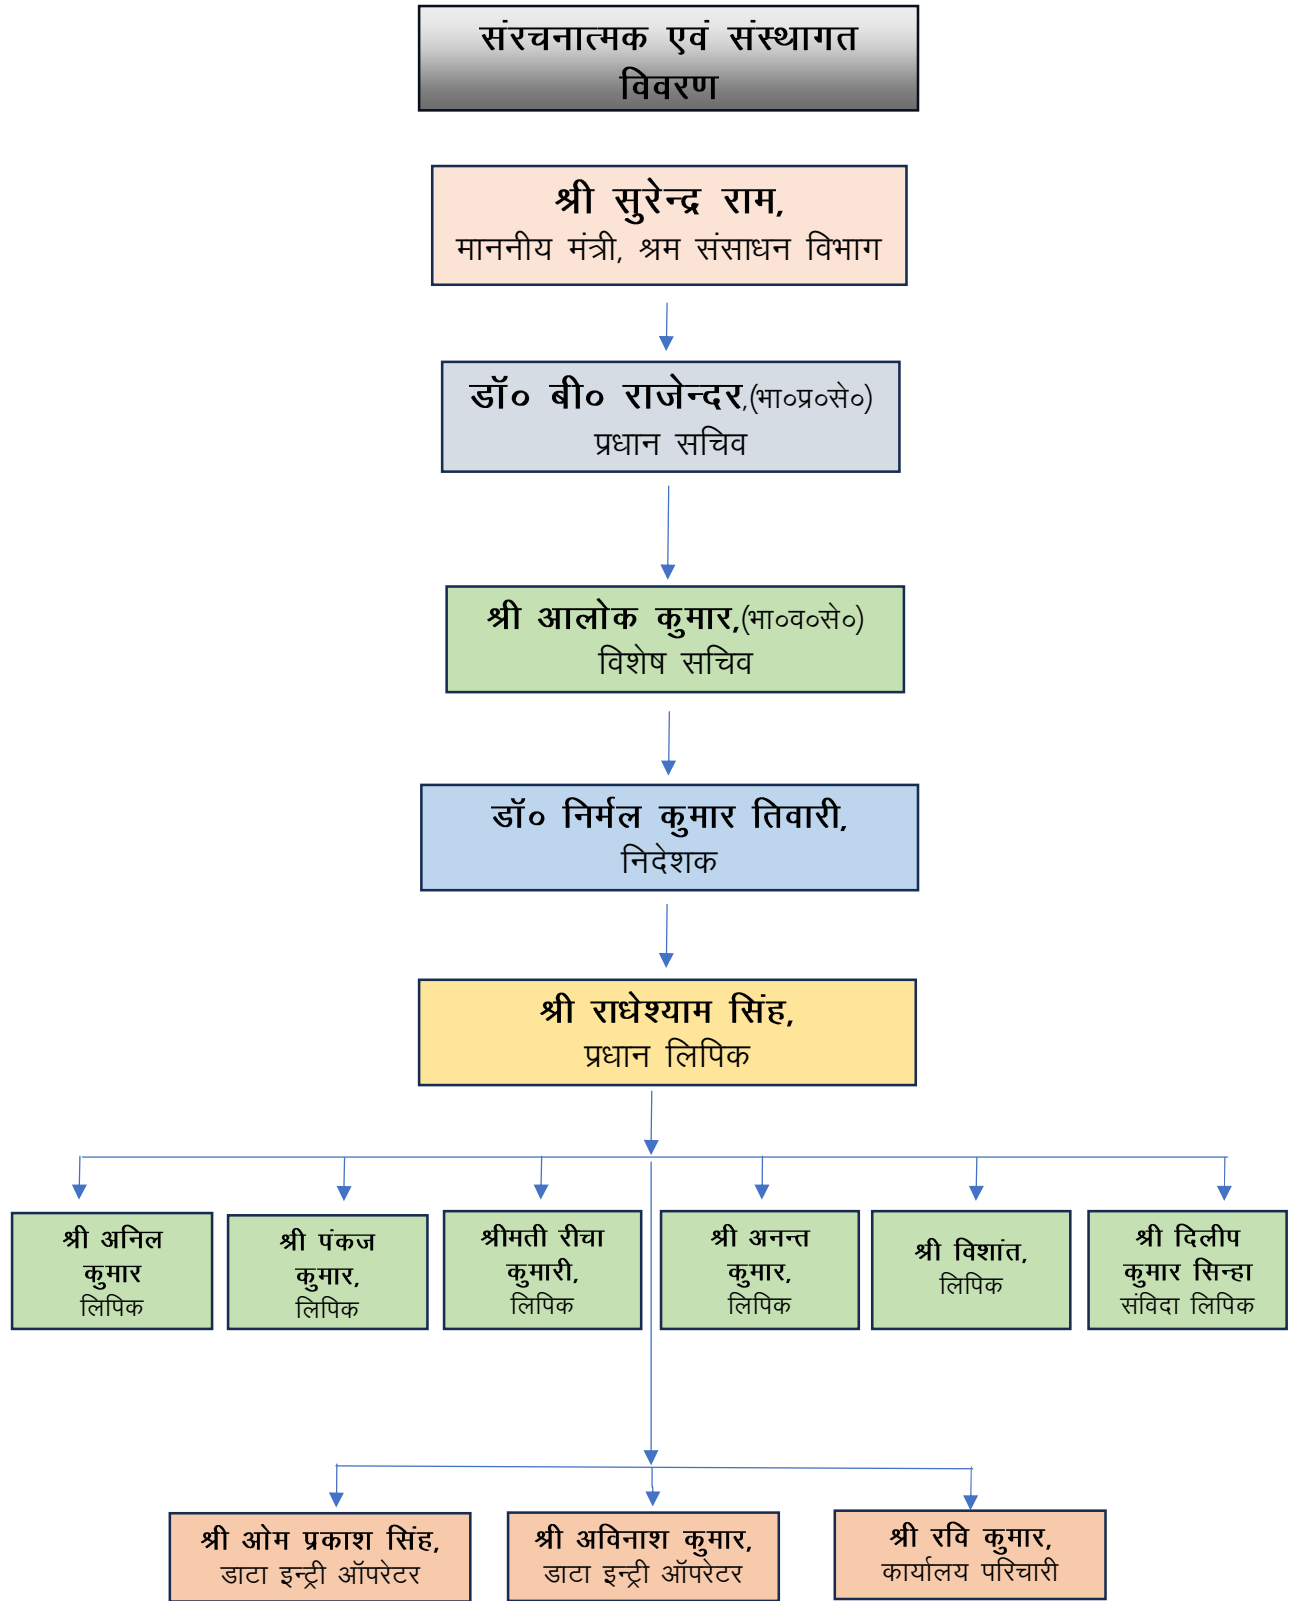 संरचनात्मक एवं संस्थागत
विवरण
श्री सुरेन्द्र राम,
माननीय मंत्री, श्रम संसाधन विभाग
डॉ० बी० राजेन्दर,(भा०प्र०से०)
प्रधान सचिव
श्री आलोक कुमार,(भा०व०से०)
विशेष सचिव
डॉ० निर्मल कुमार तिवारी,
निदेशक
श्री राधेश्याम सिंह,
प्रधान लिपिक
श्री अनिल
कुमार
लिपिक
श्री पंकज
कुमार,
लिपिक
श्रीमती रीचा
कुमारी,
लिपिक
श्री अनन्त
कुमार,
लिपिक
श्री विशांत,
लिपिक
श्री दिलीप
कुमार सिन्हा
संविदा लिपिक
श्री ओम प्रकाश सिंह,
डाटा इन्ट्री ऑपरेटर
श्री अविनाश कुमार,
डाटा इन्ट्री ऑपरेटर
श्री रवि कुमार,
कार्यालय परिचारी